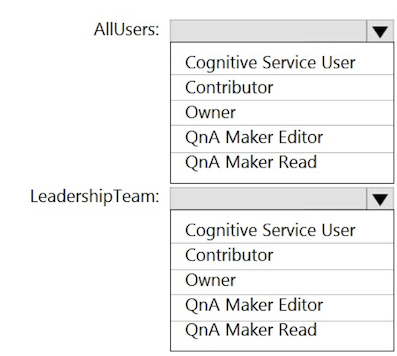 AllUsers:
Cognitive Service User
Contributor
Owner
QnA Maker Editor
QnA Maker Read
LeadershipTeam:
Cognitive Service User
Contributor
Owner
QnA Maker Editor
QnA Maker Read